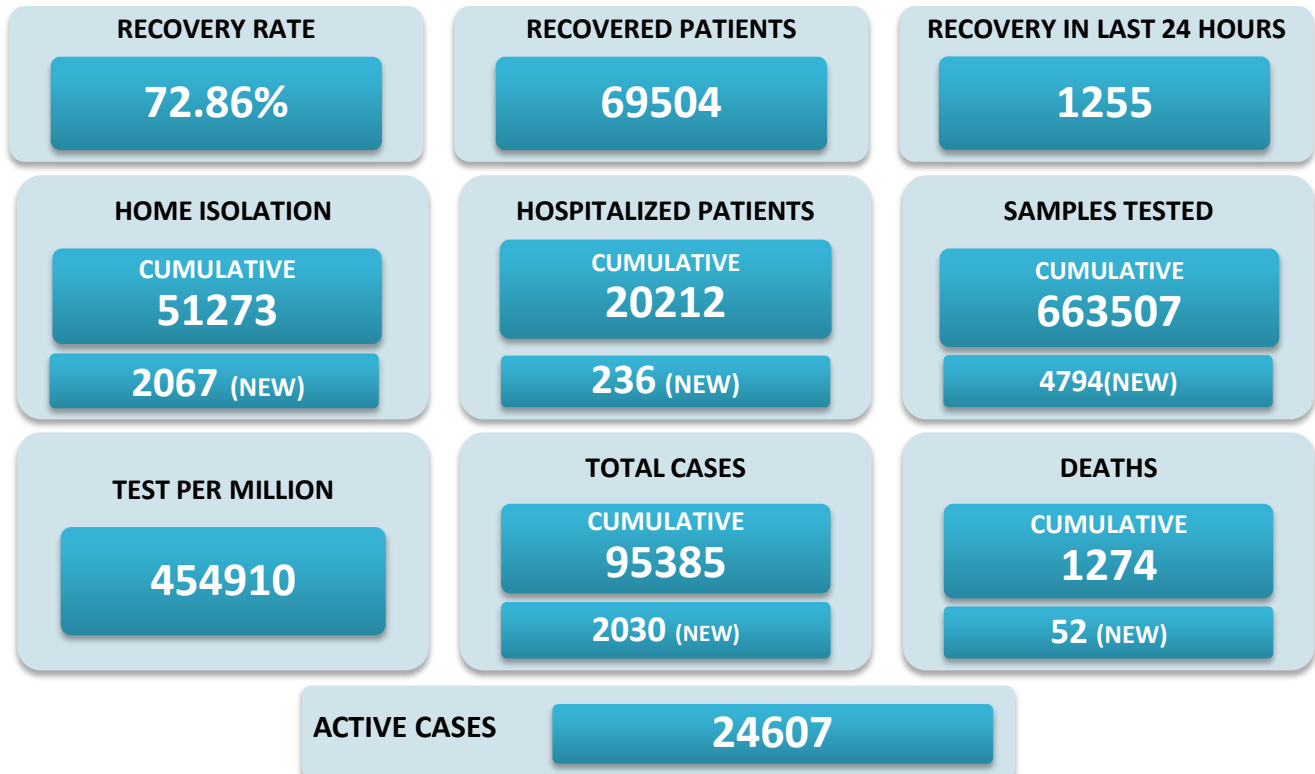 RECOVERY RATE
72.86%
RECOVERED PATIENTS
69504
RECOVERY IN LAST 24 HOURS
1255
HOME ISOLATION
CUMULATIVE
51273
2067 (NEW)
HOSPITALIZED PATIENTS
CUMULATIVE
20212
236 (NEW)
SAMPLES TESTED
CUMULATIVE
663507
4794(NEW)
TEST PER MILLION
454910
TOTAL CASES
CUMULATIVE
95385
2030 (NEW)
DEATHS
CUMULATIVE
1274
52 (NEW)
ACTIVE CASES
24607